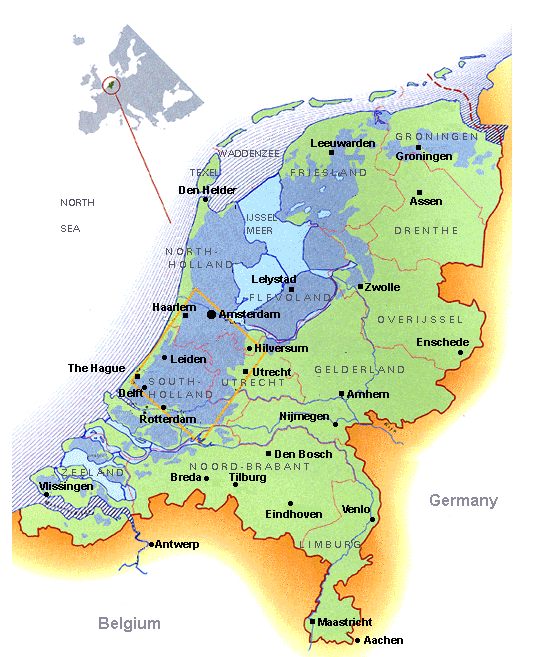 GRONINGEN
Leeuwarden
WADDENZEE
Groningen
FRIESLAND
TEXEL
Den Helder
NORTH
SEA
Assen
IJSSEL
MEER
DRENTHE
NORTH-
HOLLAND
Lelystad
Zwolle
FLEVOLAND
Haarlem
Amsterdam
OVERIJSSEL
Enschede
Hilversum
Leiden
The Hague
Utrecht
GELDERLAND
SOUTH-
HOLLAND
UTRECHT
Delft
Arnhem
Rotterdam
Nijmegen
Den Bosch
NOORD-BRABANT
ZEELAND
Vlissingen
Breda
Tilburg
Germany
Eindhoven
Venlo
Antwerp
LIMBURG
Belgium
Maastricht
Aachen